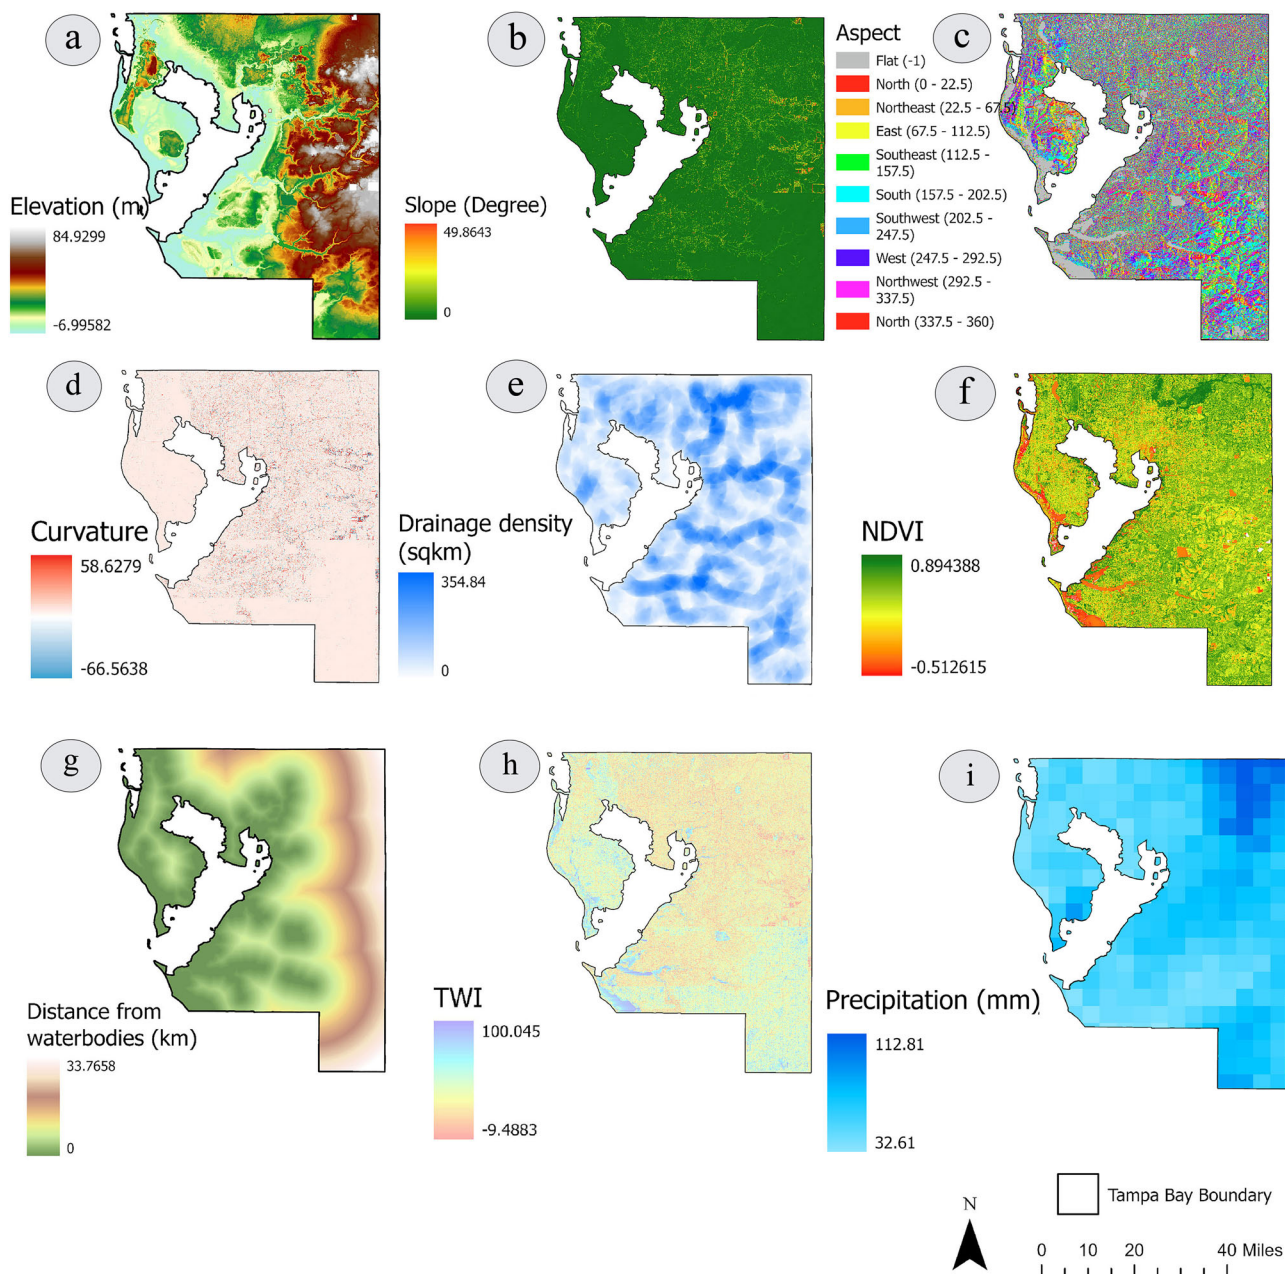 a
Elevation (m)
84.9299
-6.99582
b
Slope (Degree)
49.8643
0
Aspect
Flat (-1)
North (0 - 22.5)
Northeast (22.5 - 67.5)
East (67.5 - 112.5)
Southeast (112.5 -
157.5)
South (157.5 - 202.5)
Southwest (202.5 -
247.5)
West (247.5 - 292.5)
Northwest (292.5 -
337.5)
North (337.5 - 360)
c
d
Curvature
58.6279
-66.5638
e
Drainage density
(sqkm)
354.84
0
f
NDVI
0.894388
-0.512615
g
Distance from
waterbodies (km)
33.7658
0
h
TWI
100.045
-9.4883
i
Precipitation (mm)
112.81
32.61
Tampa Bay Boundary
N
0 10 20 40 Miles